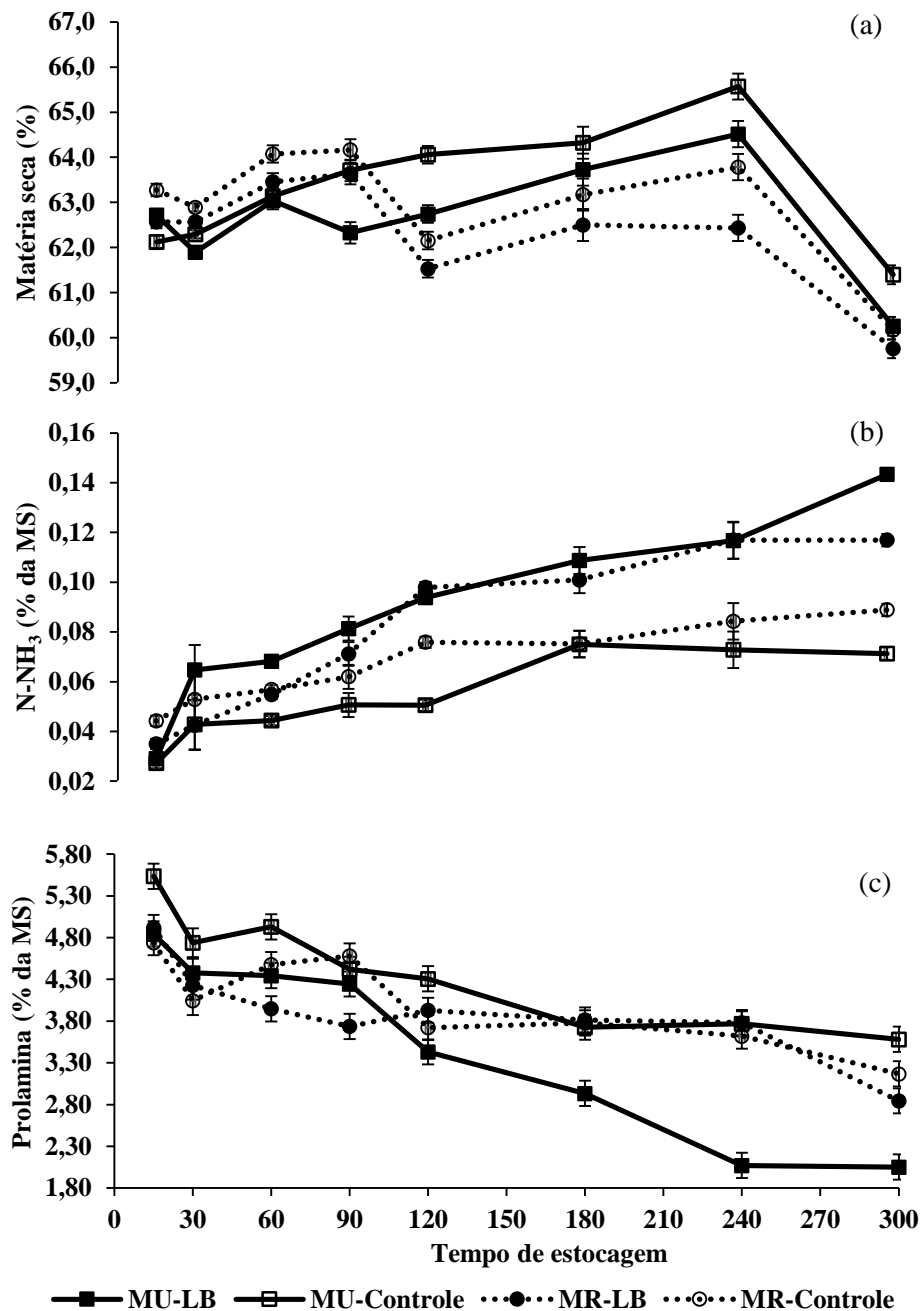 (a)
Matéria seca (%)
67,0
66,0
65,0
64,0
63,0
62,0
61,0
60,0
59,0
(b)
N-NH₃ (% da MS)
0,16
0,14
0,12
0,10
0,08
0,06
0,04
0,02
(c)
Prolamina (% da MS)
5,80
5,30
4,80
4,30
3,80
3,30
2,80
2,30
1,80
0 30 60 90 120 150 180 210 240 270 300
Tempo de estocagem
MU-LB MU-Controle MR-LB MR-Controle